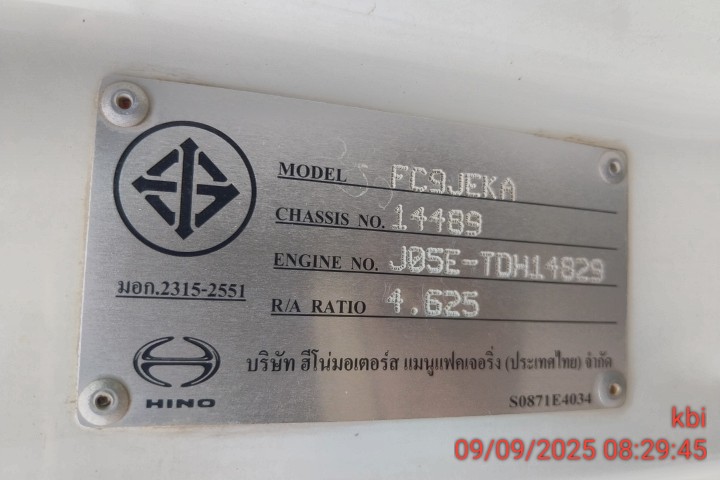 MODEL FC9JEKA
CHASSIS NO. 14489
ENGINE NO. J05E-TDH14829
R/A RATIO 4.625
มอก.2315-2551
HINO
บริษัท ฮีโน่มอเตอร์ส แมนูแฟคเจอริ่ง (ประเทศไทย) จำกัด
S0871E4034
kbi
09/09/2025 08:29:45